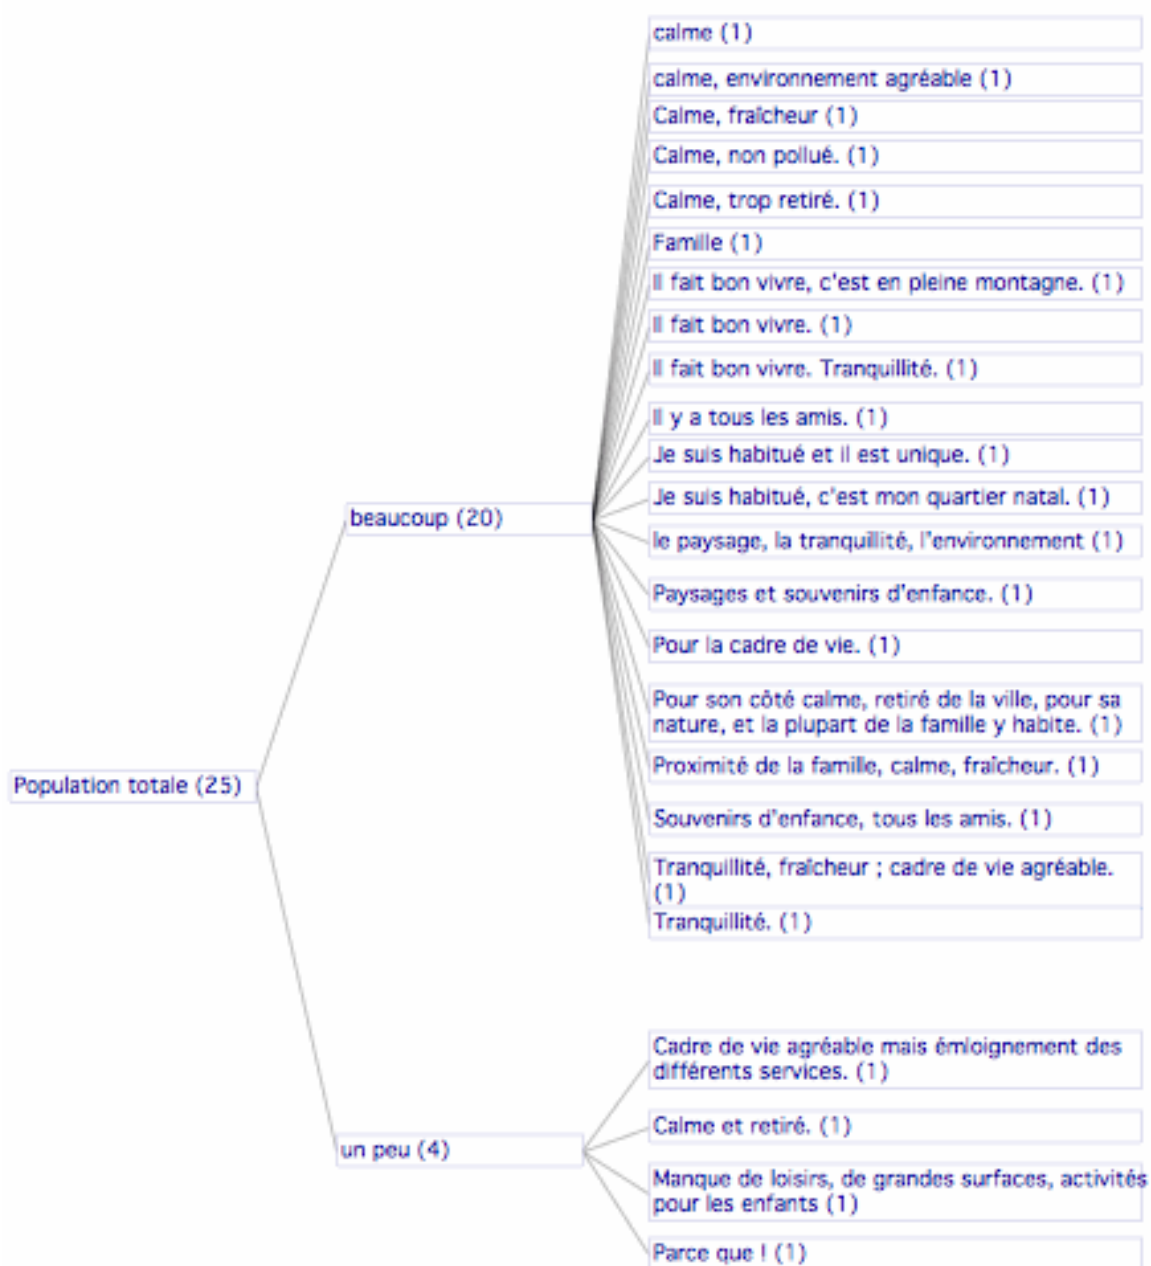 calme (1)
calme, environnement agréable (1)
Calme, fraîcheur (1)
Calme, non pollué. (1)
Calme, trop retiré. (1)
Famille (1)
Il fait bon vivre, c'est en pleine montagne. (1)
Il fait bon vivre. (1)
Il fait bon vivre. Tranquillité. (1)
Il y a tous les amis. (1)
Je suis habitué et il est unique. (1)
Je suis habitué, c'est mon quartier natal. (1)
beaucoup (20)
le paysage, la tranquillité, l'environnement (1)
Paysages et souvenirs d'enfance. (1)
Pour la cadre de vie. (1)
Pour son côté calme, retiré de la ville, pour sa
nature, et la plupart de la famille y habite. (1)
Proximité de la famille, calme, fraîcheur. (1)
Population totale (25)
Souvenirs d'enfance, tous les amis. (1)
Tranquillité, fraîcheur ; cadre de vie agréable.
(1)
Tranquillité. (1)
Cadre de vie agréable mais émloignement des
différents services. (1)
Calme et retiré. (1)
un peu (4)
Manque de loisirs, de grandes surfaces, activités
pour les enfants (1)
Parce que ! (1)